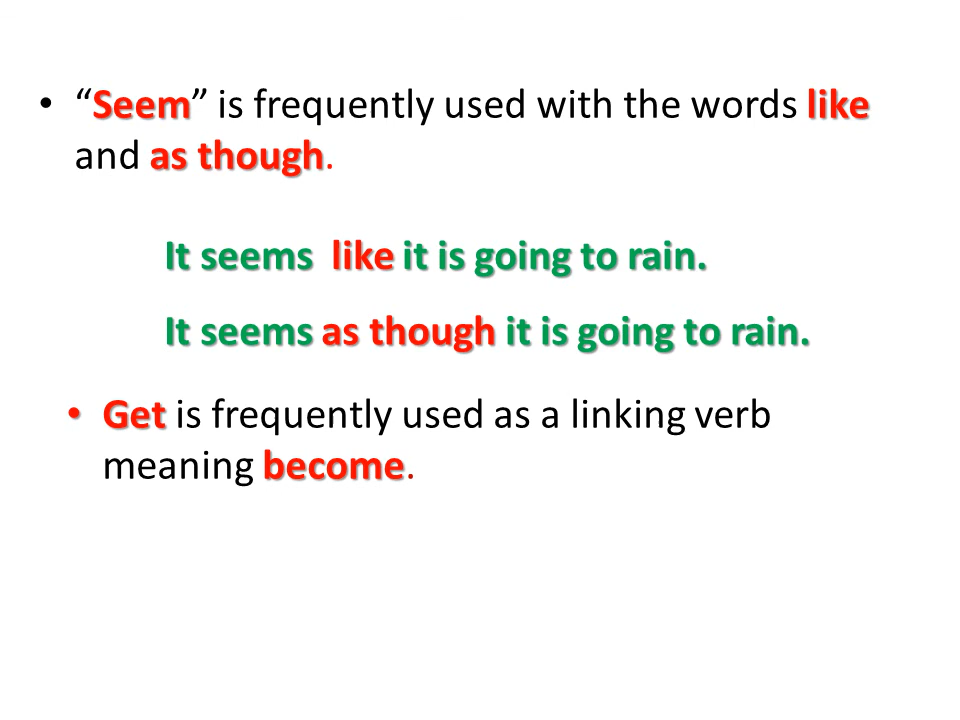 • “Seem” is frequently used with the words like
and as though.
It seems like it is going to rain.
It seems as though it is going to rain.
• Get is frequently used as a linking verb
meaning become.